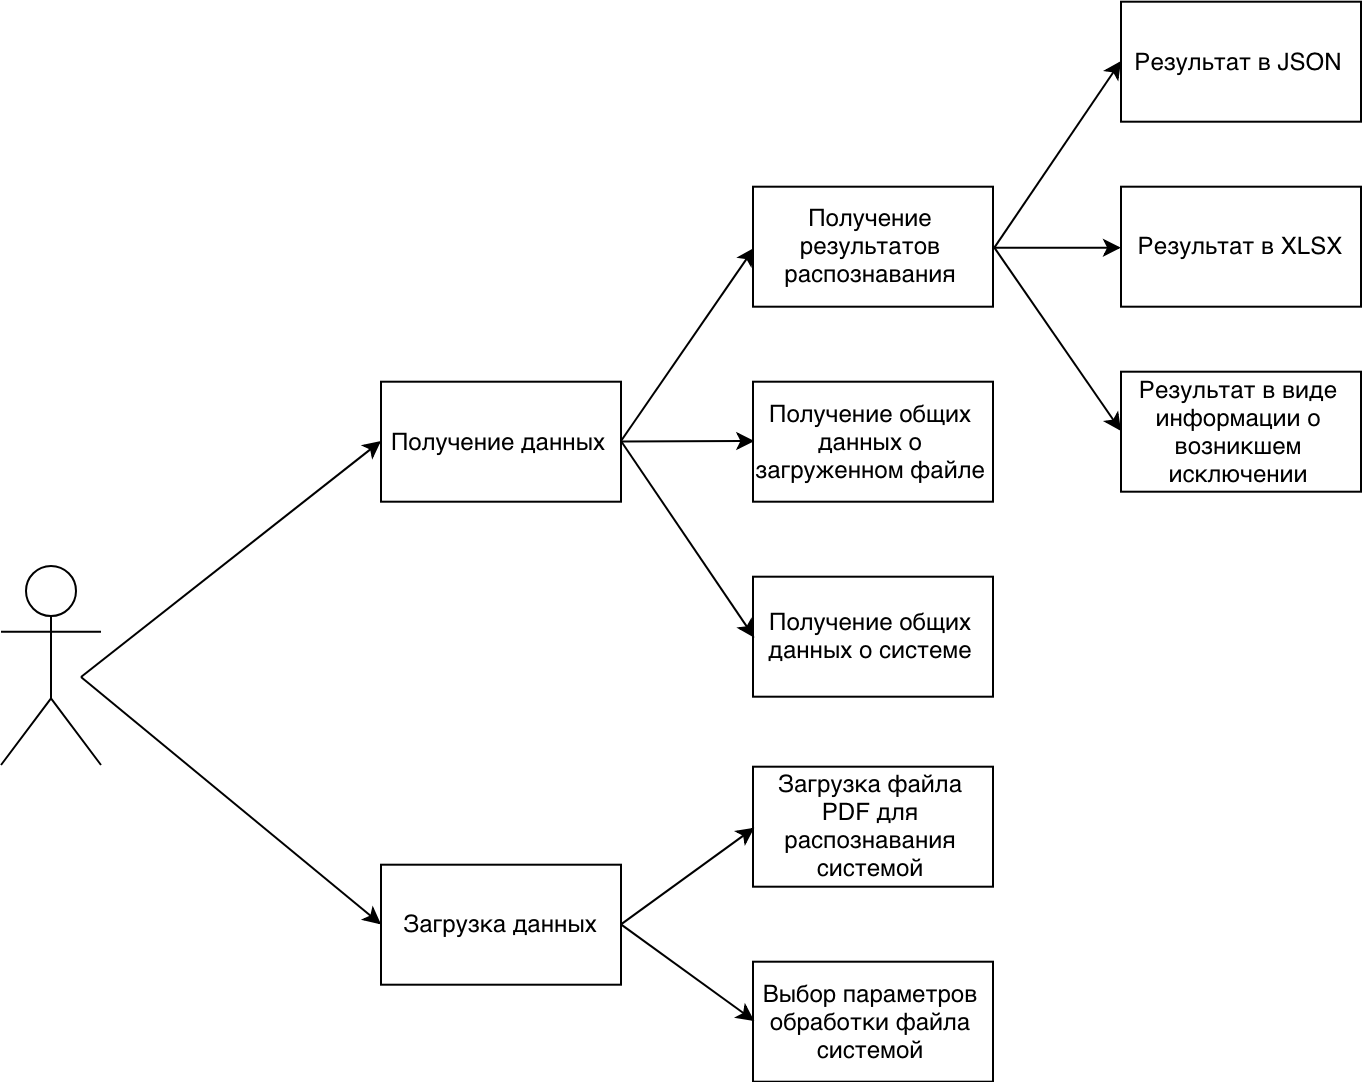 Результат в JSON
Получение
результатов
распознавания
Результат в XLSX
Результат в виде
информации о
возникшем
исключении
Получение данных
Получение общих
данных о
загруженном файле
Получение общих
данных о системе
Загрузка файла
PDF для
распознавания
системой
Загрузка данных
Выбор параметров
обработки файла
системой